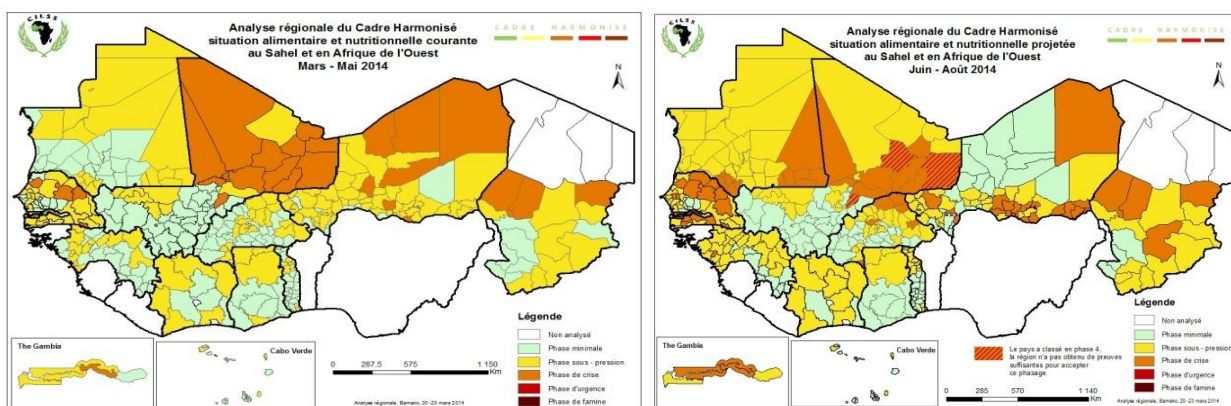 CILSS
Analyse régionale du Cadre Harmonisé
situation alimentaire et nutritionnelle courante
au Sahel et en Afrique de l'Ouest
Mars - Mai 2014
CADRE HARMONISE
N
Légende
Non analysé
Phase minimale
Phase sous - pression
Phase de crise
Phase d'urgence
Phase de famine
The Gambia
Cabo Verde
0 287,5 575 1 150
Km
Analyse régionale, Bamako, 20 -23 mars 2014
CILSS
Analyse régionale du Cadre Harmonisé
situation alimentaire et nutritionnelle projetée
au Sahel et en Afrique de l'Ouest
Juin - Août 2014
CADRE HARMONISE
N
Légende
Non analysé
Phase minimale
Phase sous - pression
Phase de crise
Phase d'urgence
Phase de famine
Le pays a classé en phase 4,
la région n'a pas obtenu de preuves
suffisantes pour accepter
ce phasage.
The Gambia
Cabo Verde
0 285 570 1 140
Km
Analyse régionale, Bamako, 20 -23 mars 2014